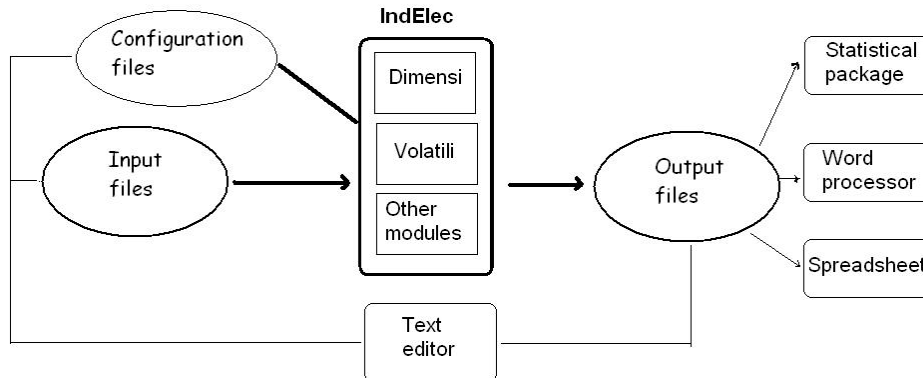 IndElec
Configuration
files
Dimensi
Volatili
Other
modules
Input
files
Output
files
Statistical
package
Word
processor
Spreadsheet
Text
editor